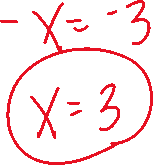 -x = -3
x = 3